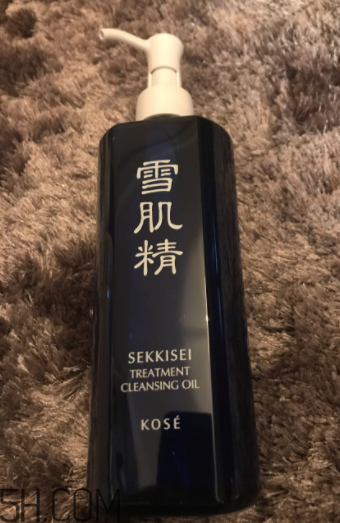 雪
肌
精
SEKKISEI
TREATMENT
CLEANSING OIL
KOSÉ
5H.COM